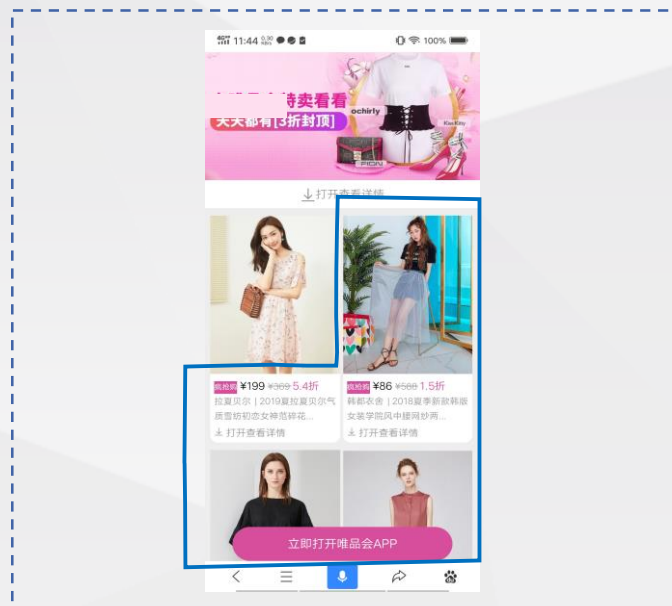 11:44
100%
特卖看看
天天都有[3折封顶]
ochirly
Kiss Kitty
FION
打开查看详情
疯抢购 ¥199 ¥369 5.4折
拉夏贝尔 | 2019夏拉夏贝尔气
质雪纺初恋女神范碎花...
打开查看详情
疯抢购 ¥86 ¥588 1.5折
韩都衣舍 | 2018夏季新款韩版
女装学院风中腰网纱两...
打开查看详情
立即打开唯品会APP